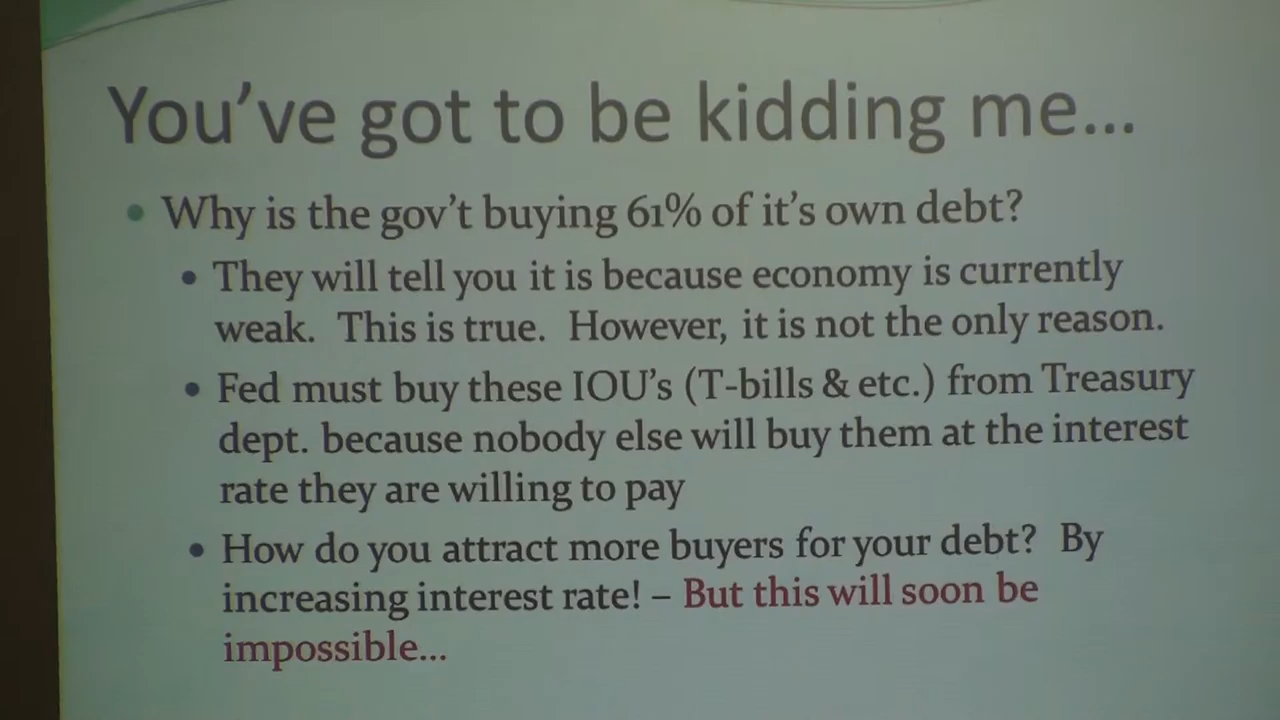 You've got to be kidding me...
• Why is the gov't buying 61% of it's own debt?
• They will tell you it is because economy is currently
weak. This is true. However, it is not the only reason.
• Fed must buy these IOU's (T-bills & etc.) from Treasury
dept. because nobody else will buy them at the interest
rate they are willing to pay
• How do you attract more buyers for your debt? By
increasing interest rate! – But this will soon be
impossible...